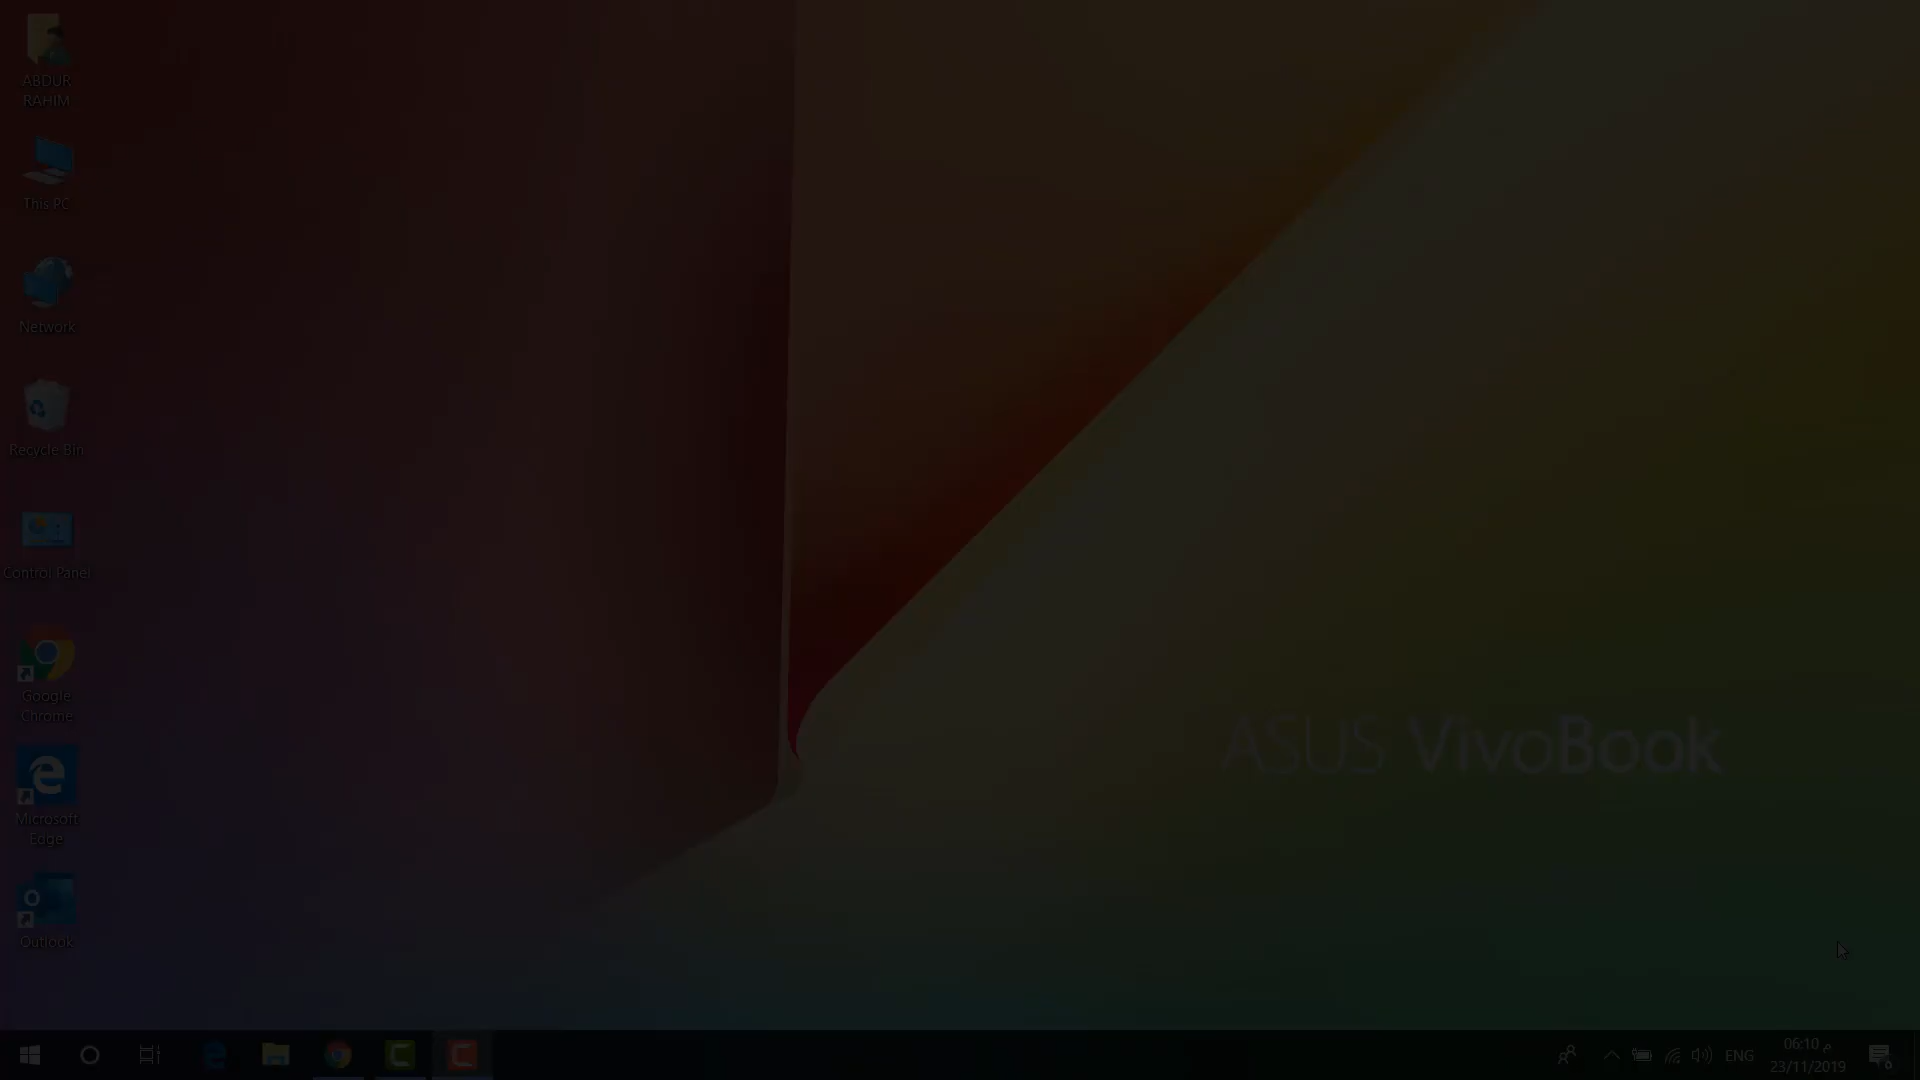 ABDUR
RAHIM
This PC
Network
Recycle Bin
Control Panel
Google
Chrome
Microsoft
Edge
Outlook
ASUS VivoBook
ENG
06:10 م
23/11/2019